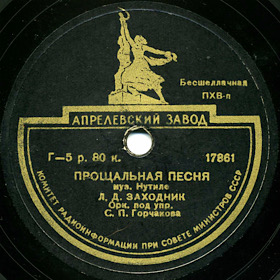 Бесшеллачная
ПХВ-п
АПРЕЛЕВСКИЙ ЗАВОД
Г—5 р. 80 к. 17861
ПРОЩАЛЬНАЯ ПЕСНЯ
муз. Нутиле
Л. Д. ЗАХОДНИК
Орк. под упр.
С. П. Горчакова
КОМИТЕТ РАДИОИНФОРМАЦИИ ПРИ СОВЕТЕ МИНИСТРОВ СССР